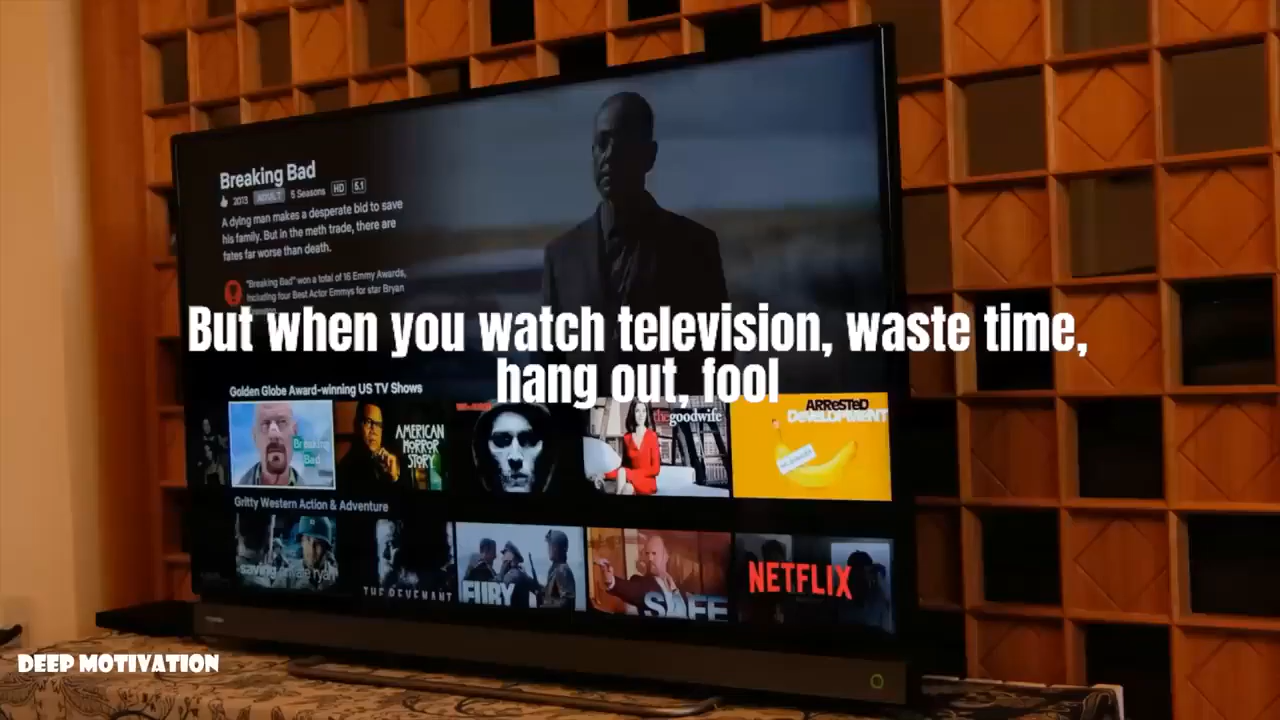 Breaking Bad
2013 ADULT 5 Seasons HD 5.1
A dying man makes a desperate bid to save
his family. But in the meth trade, there are
fates far worse than death.
"Breaking Bad" won a total of 16 Emmy Awards,
including four Best Actor Emmys for star Bryan
But when you watch television, waste time,
hang out, fool
Golden Globe Award-winning US TV Shows
Breaking
Bad
AMERICAN
HORROR
STORY
thegoodwife
ARRESTED
DEVELOPMENT
Gritty Western Action & Adventure
saving private ryan
THE REVENANT
FURY
SAFE
NETFLIX
DEEP MOTIVATION